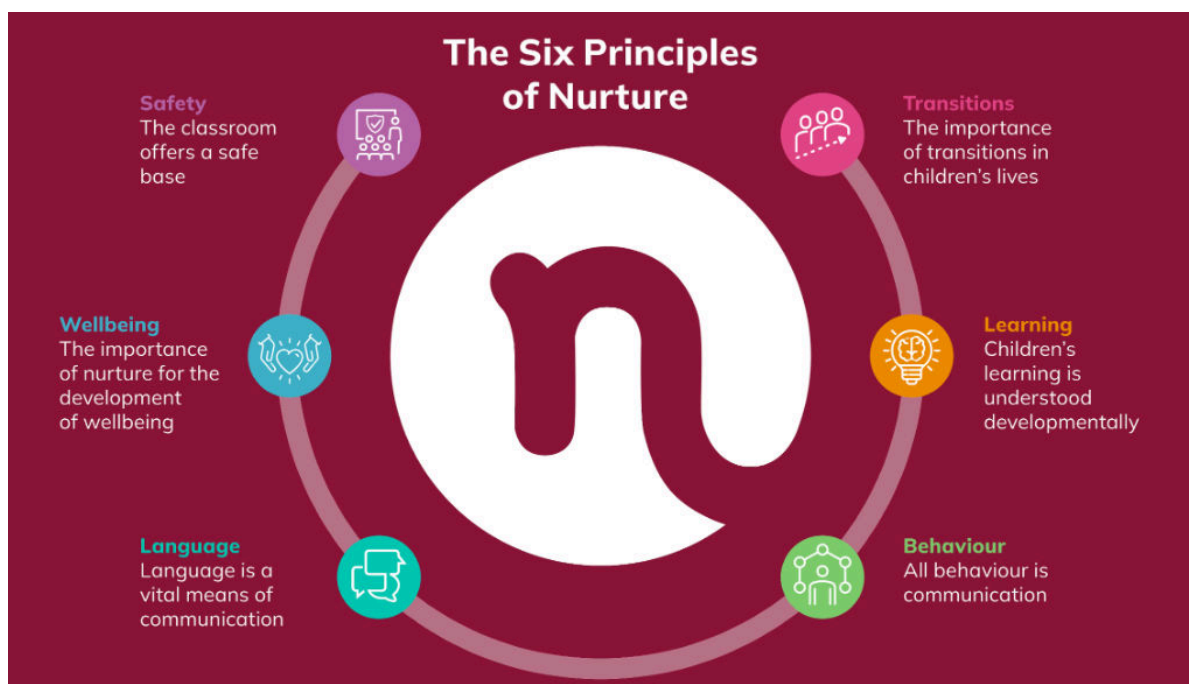 The Six Principles
of Nurture
Safety
The classroom
offers a safe
base
Transitions
The importance
of transitions in
children’s lives
Wellbeing
The importance
of nurture for the
development
of wellbeing
Learning
Children’s
learning is
understood
developmentally
Language
Language is a
vital means of
communication
Behaviour
All behaviour is
communication
n